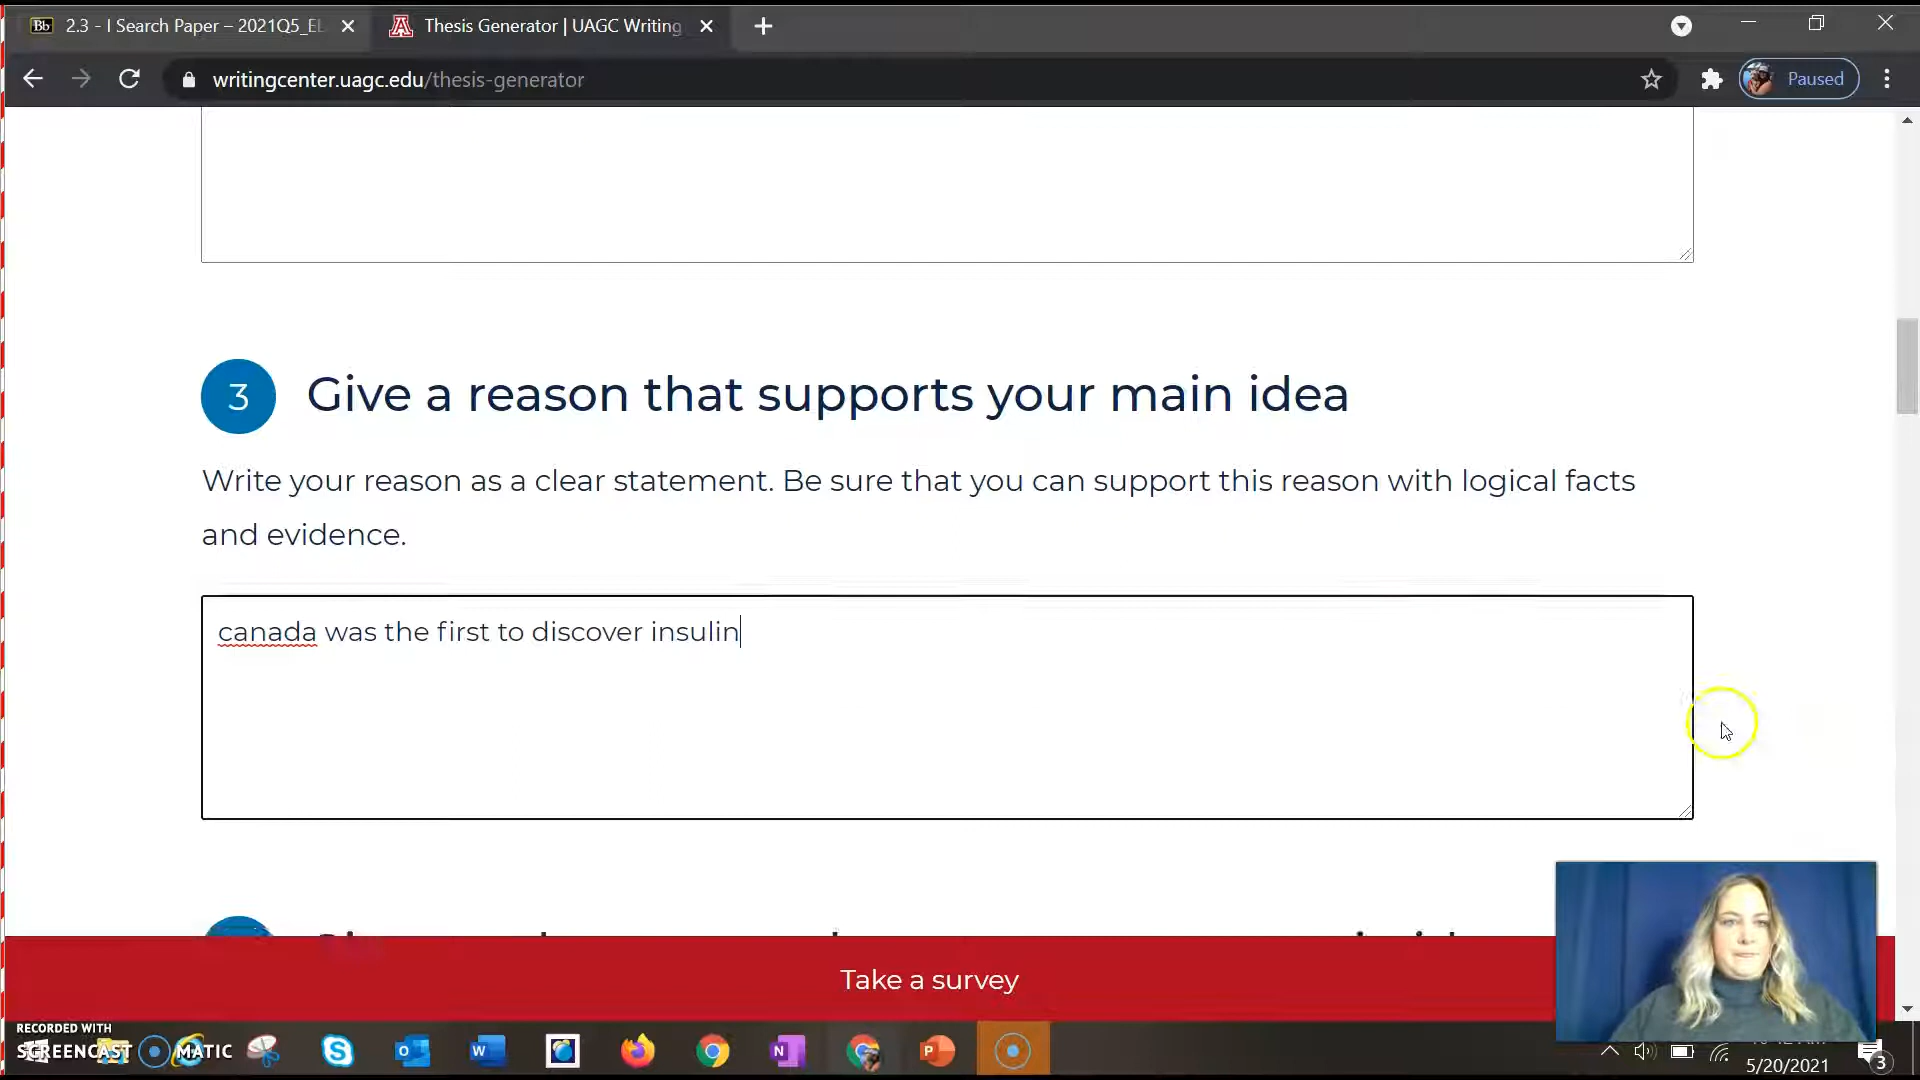 2.3 - I Search Paper – 2021Q5_EL
Thesis Generator | UAGC Writing
writingcenter.uagc.edu/thesis-generator
Paused
3 Give a reason that supports your main idea
Write your reason as a clear statement. Be sure that you can support this reason with logical facts
and evidence.
canada was the first to discover insulin
Take a survey
RECORDED WITH
SCREENCAST MATIC
5/20/2021
3